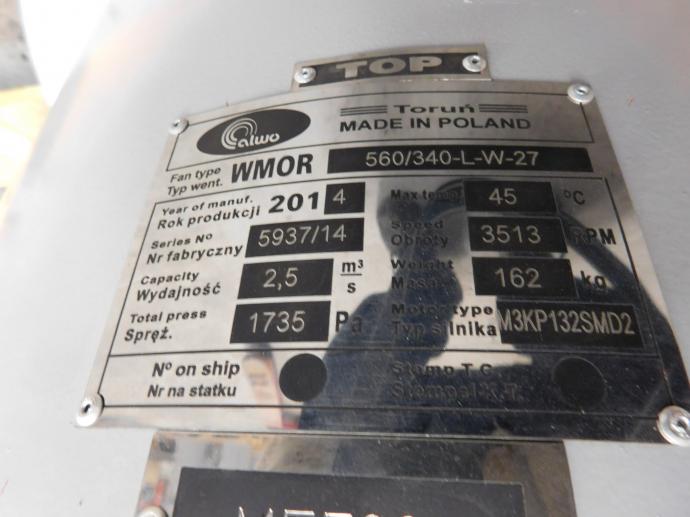 TOP
Calwo
Toruń
MADE IN POLAND
Fan type
Typ went.
WMOR
560/340-L-W-27
Year of manuf.
Rok produkcji
2014
Max temp
45
°C
Series No
Nr fabryczny
5937/14
Speed
Obroty
3513
RPM
Capacity
Wydajność
2,5
m³
s
Weight
Masa
162
kg
Total press
Spręż.
1735
Pa
Motor type
Typ silnika
M3KP132SMD2
Nº on ship
Nr na statku
Stamp T.C.
Stempel K.T.